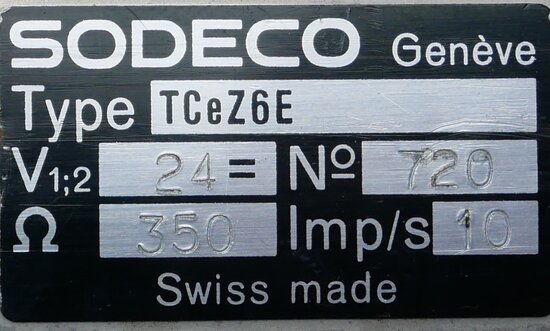 SODECO Genève
Type TCeZ6E
V1;2 24= Nº 720
Ω 350 Imp/s 10
Swiss made